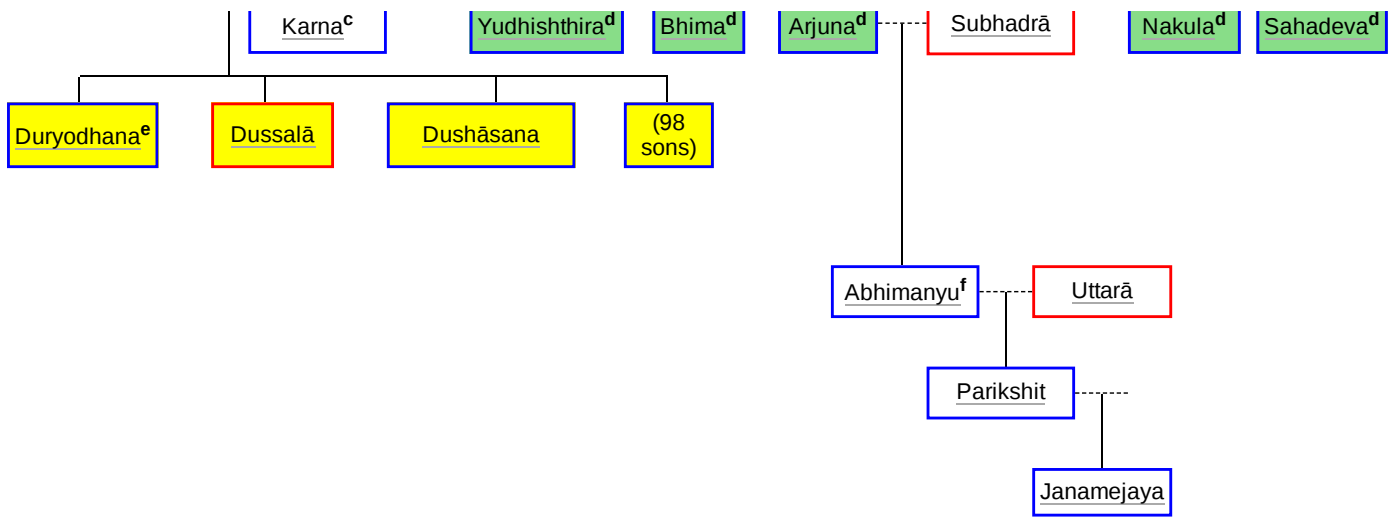 Karnaᶜ
Yudhishthiraᵈ
Bhimaᵈ
Arjunaᵈ
Subhadrā
Nakulaᵈ
Sahadevaᵈ
Duryodhanaᵉ
Dussalā
Dushāsana
(98
sons)
Abhimanyuᶠ
Uttarā
Parikshit
Janamejaya